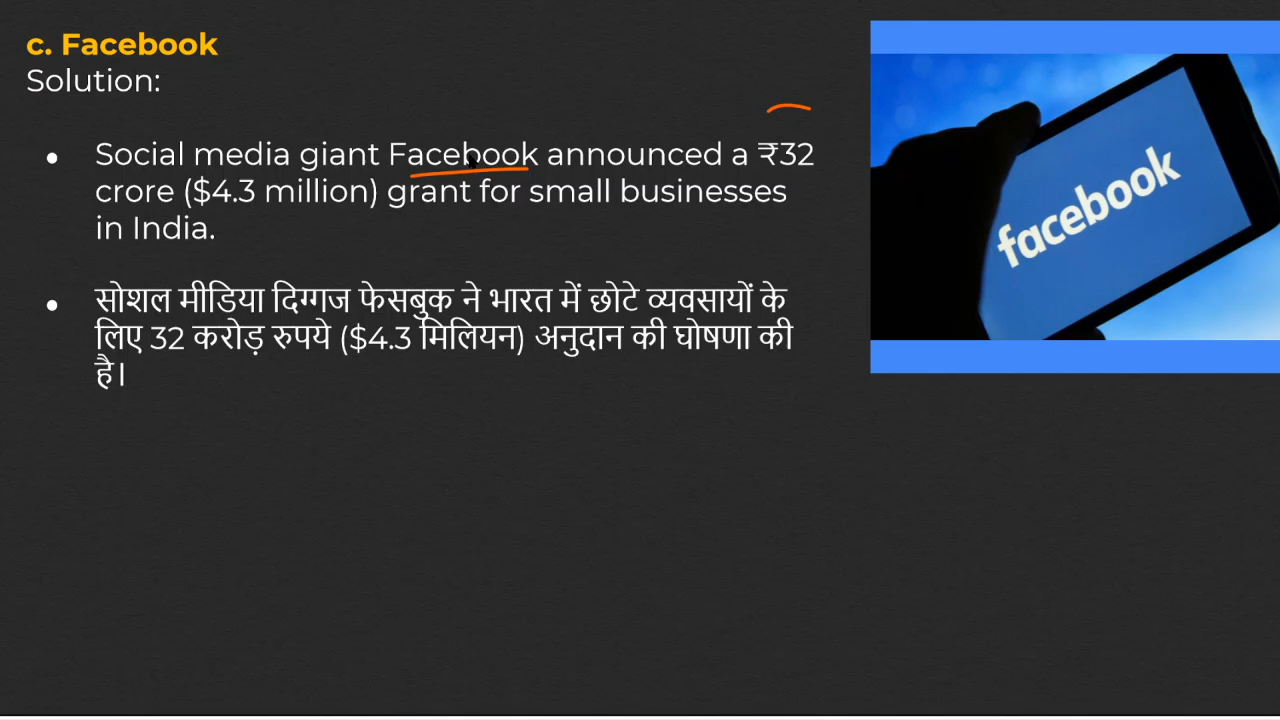 c. Facebook
Solution:
● Social media giant Facebook announced a ₹32
crore ($4.3 million) grant for small businesses
in India.
● सोशल मीडिया दिग्गज फेसबुक ने भारत में छोटे व्यवसायों के
लिए 32 करोड़ रुपये ($4.3 मिलियन) अनुदान की घोषणा की
है।
facebook